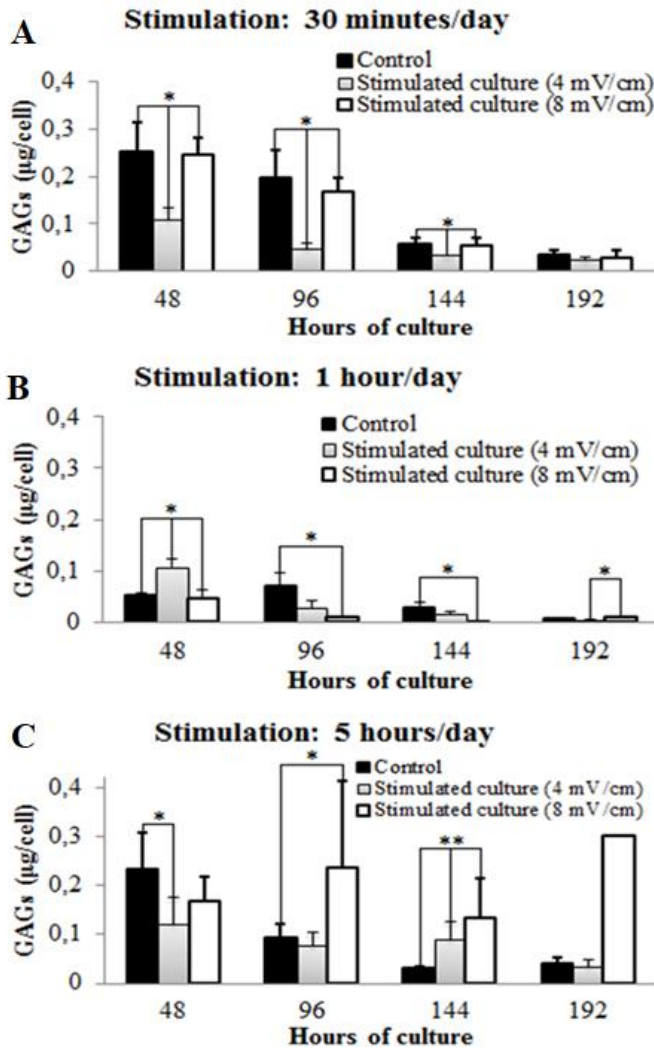 A
Stimulation: 30 minutes/day
Control
Stimulated culture (4 mV/cm)
Stimulated culture (8 mV/cm)
GAGs (µg/cell)
0,4
0,3
0,2
0,1
0
*
*
*
48 96 144 192
Hours of culture
B
Stimulation: 1 hour/day
Control
Stimulated culture (4 mV/cm)
Stimulated culture (8 mV/cm)
GAGs (µg/cell)
0,4
0,3
0,2
0,1
0
*
*
*
*
48 96 144 192
Hours of culture
C
Stimulation: 5 hours/day
Control
Stimulated culture (4 mV/cm)
Stimulated culture (8 mV/cm)
GAGs (µg/cell)
0,4
0,3
0,2
0,1
0
*
*
**
48 96 144 192
Hours of culture